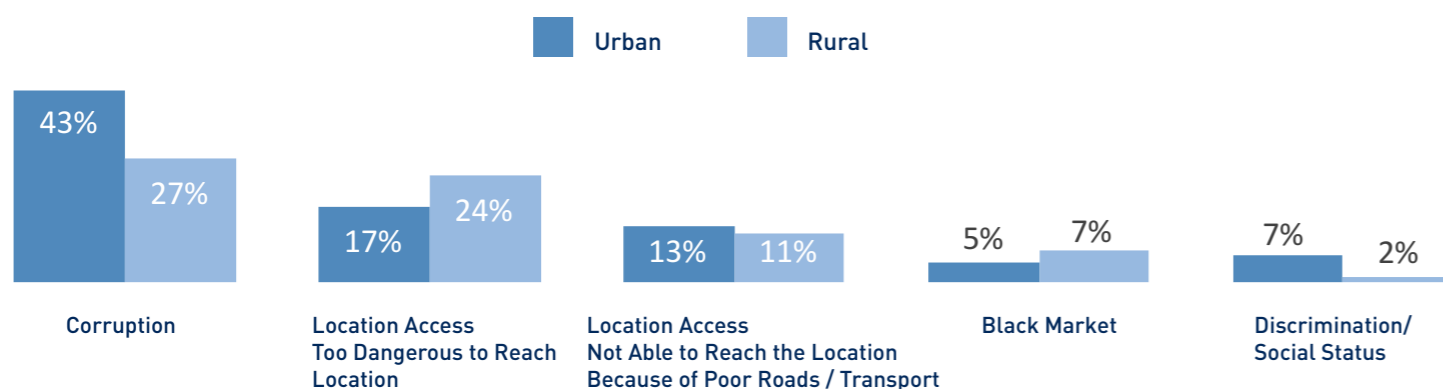 Urban
Rural
43%
27%
17%
24%
13%
11%
5%
7%
7%
2%
Corruption
Location Access
Too Dangerous to Reach
Location
Location Access
Not Able to Reach the Location
Because of Poor Roads / Transport
Black Market
Discrimination/
Social Status